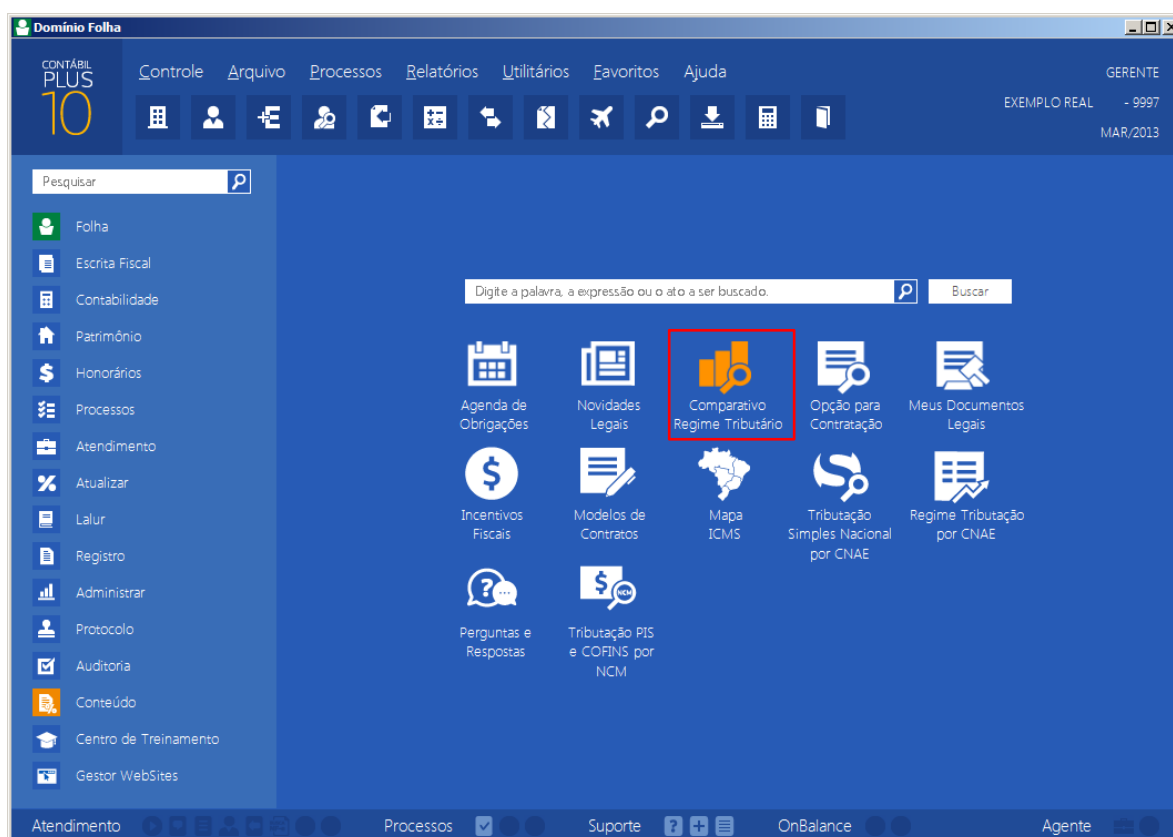 Domínio Folha
CONTÁBIL
PLUS
10
Controle Arquivo Processos Relatórios Utilitários Favoritos Ajuda
GERENTE
EXEMPLO REAL - 9997
MAR/2013
Pesquisar
Folha
Escrita Fiscal
Contabilidade
Patrimônio
Honorários
Processos
Atendimento
Atualizar
Lalur
Registro
Administrar
Protocolo
Auditoria
Conteúdo
Centro de Treinamento
Gestor WebSites
Digite a palavra, a expressão ou o ato a ser buscado.
Buscar
Agenda de
Obrigações
Novidades
Legais
Comparativo
Regime Tributário
Opção para
Contratação
Meus Documentos
Legais
Incentivos
Fiscais
Modelos de
Contratos
Mapa
ICMS
Tributação
Simples Nacional
por CNAE
Regime Tributação
por CNAE
Perguntas e
Respostas
NCM
Tributação PIS
e COFINS por
NCM
Atendimento Processos Suporte OnBalance Agente